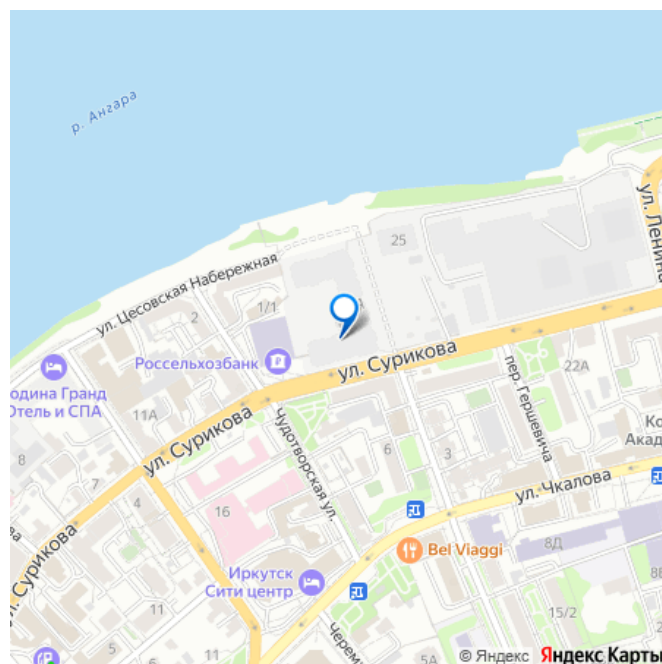 р. Ангара
ул. Ленина
25
ул. Цесовская Набережная
1/1
2
Россельхозбанк
ул. Сурикова
22А
одина Гранд
Отель и СПА
11А
пер. Гершевича
Ко
Акад
8
ул. Сурикова
Чудотворская ул.
6
3
7
4
ул. Чкалова
16
ул. Сурикова
Bel Viaggi
8Д
Иркутск
Сити центр
11
11
15/2
Черем
5А
© Яндекс
Яндекс Карты